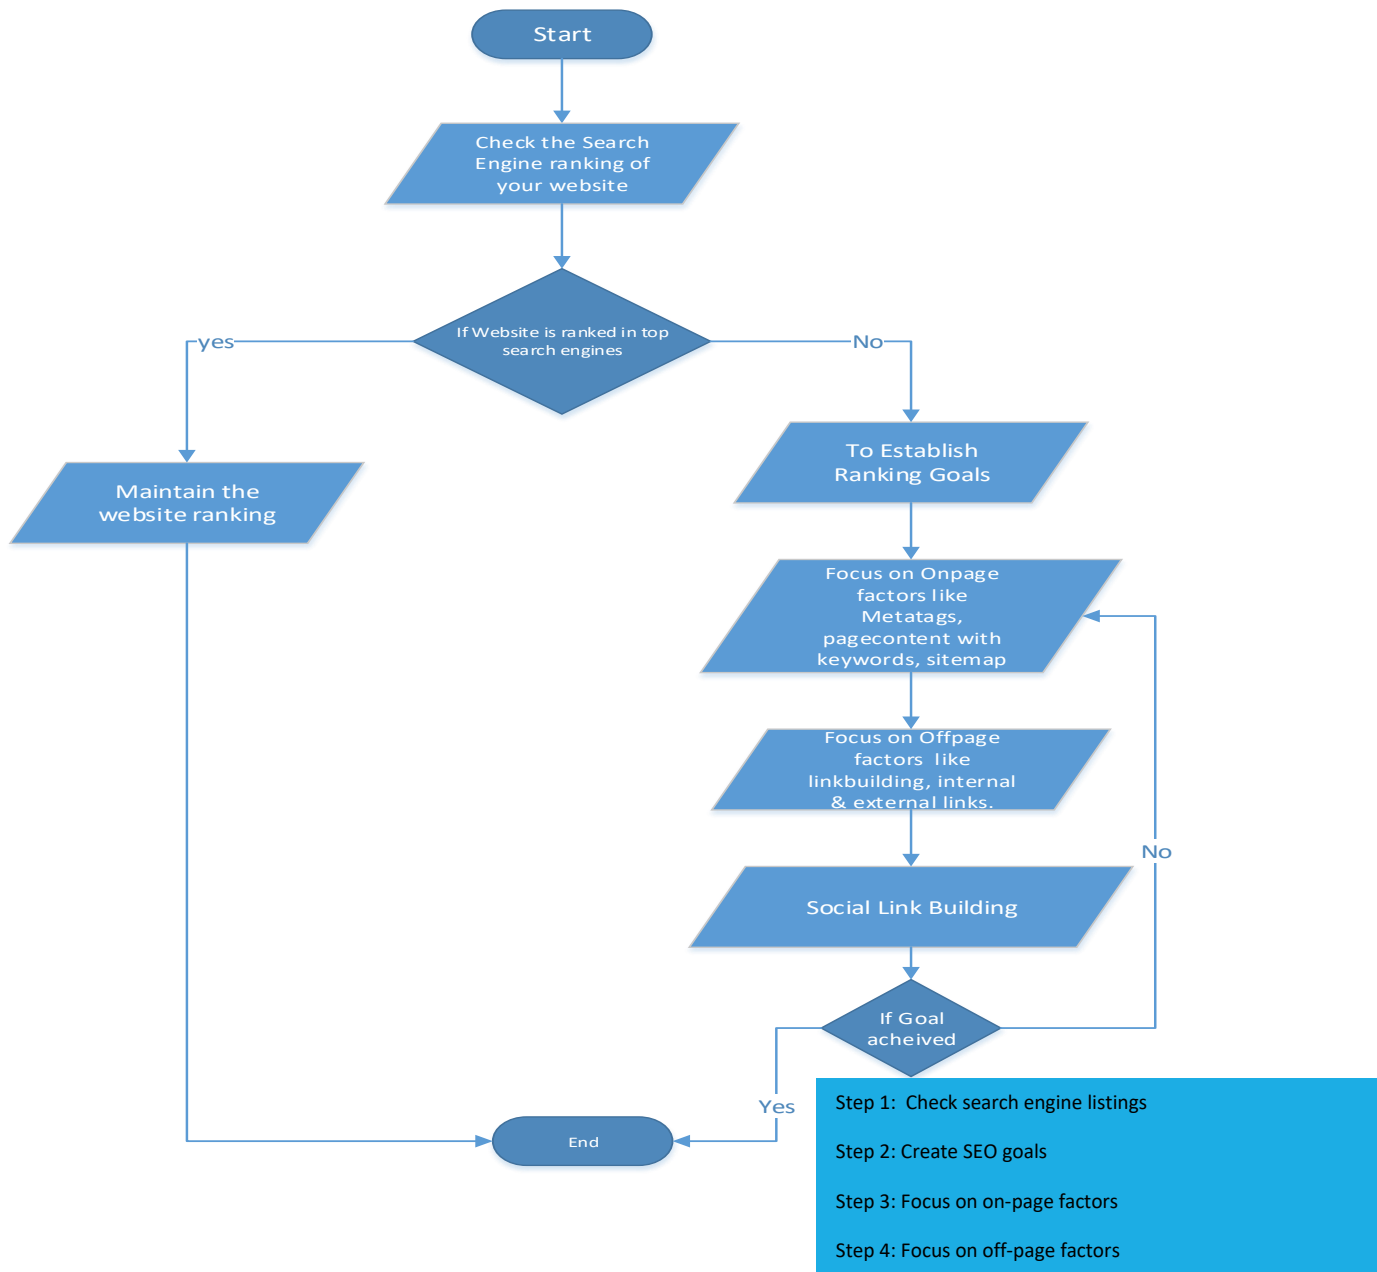 Start
Check the Search
Engine ranking of
your website
If Website is ranked in top
search engines
yes
No
To Establish
Ranking Goals
Maintain the
website ranking
Focus on Onpage
factors like
Metatags,
pagecontent with
keywords, sitemap
Focus on Offpage
factors like
linkbuilding, internal
& external links.
No
Social Link Building
If Goal
acheived
Yes
End
Step 1: Check search engine listings
Step 2: Create SEO goals
Step 3: Focus on on-page factors
Step 4: Focus on off-page factors